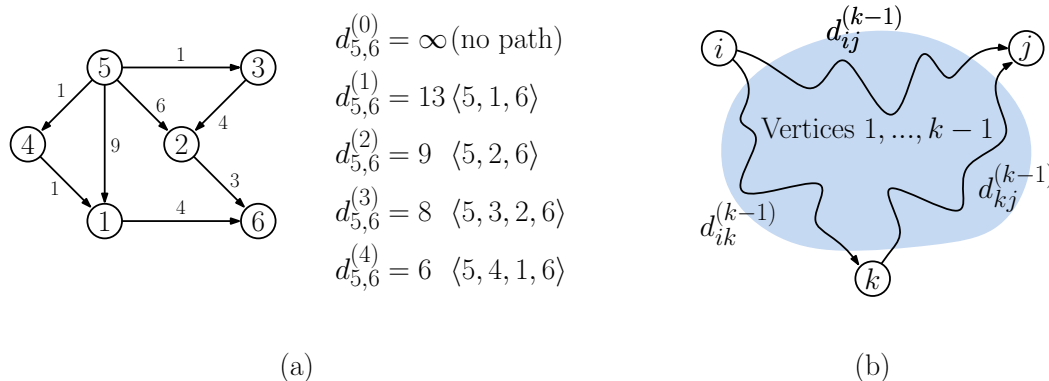 5
1
3
1
6
4
4
9
2
1
3
1
4
6
d_{5,6}^{(0)} = ∞ (no path)
d_{5,6}^{(1)} = 13 ⟨5, 1, 6⟩
d_{5,6}^{(2)} = 9 ⟨5, 2, 6⟩
d_{5,6}^{(3)} = 8 ⟨5, 3, 2, 6⟩
d_{5,6}^{(4)} = 6 ⟨5, 4, 1, 6⟩
(a)
d_{ij}^{(k−1)}
i
j
Vertices 1, ..., k − 1
d_{ik}^{(k−1)}
d_{kj}^{(k−1)}
k
(b)